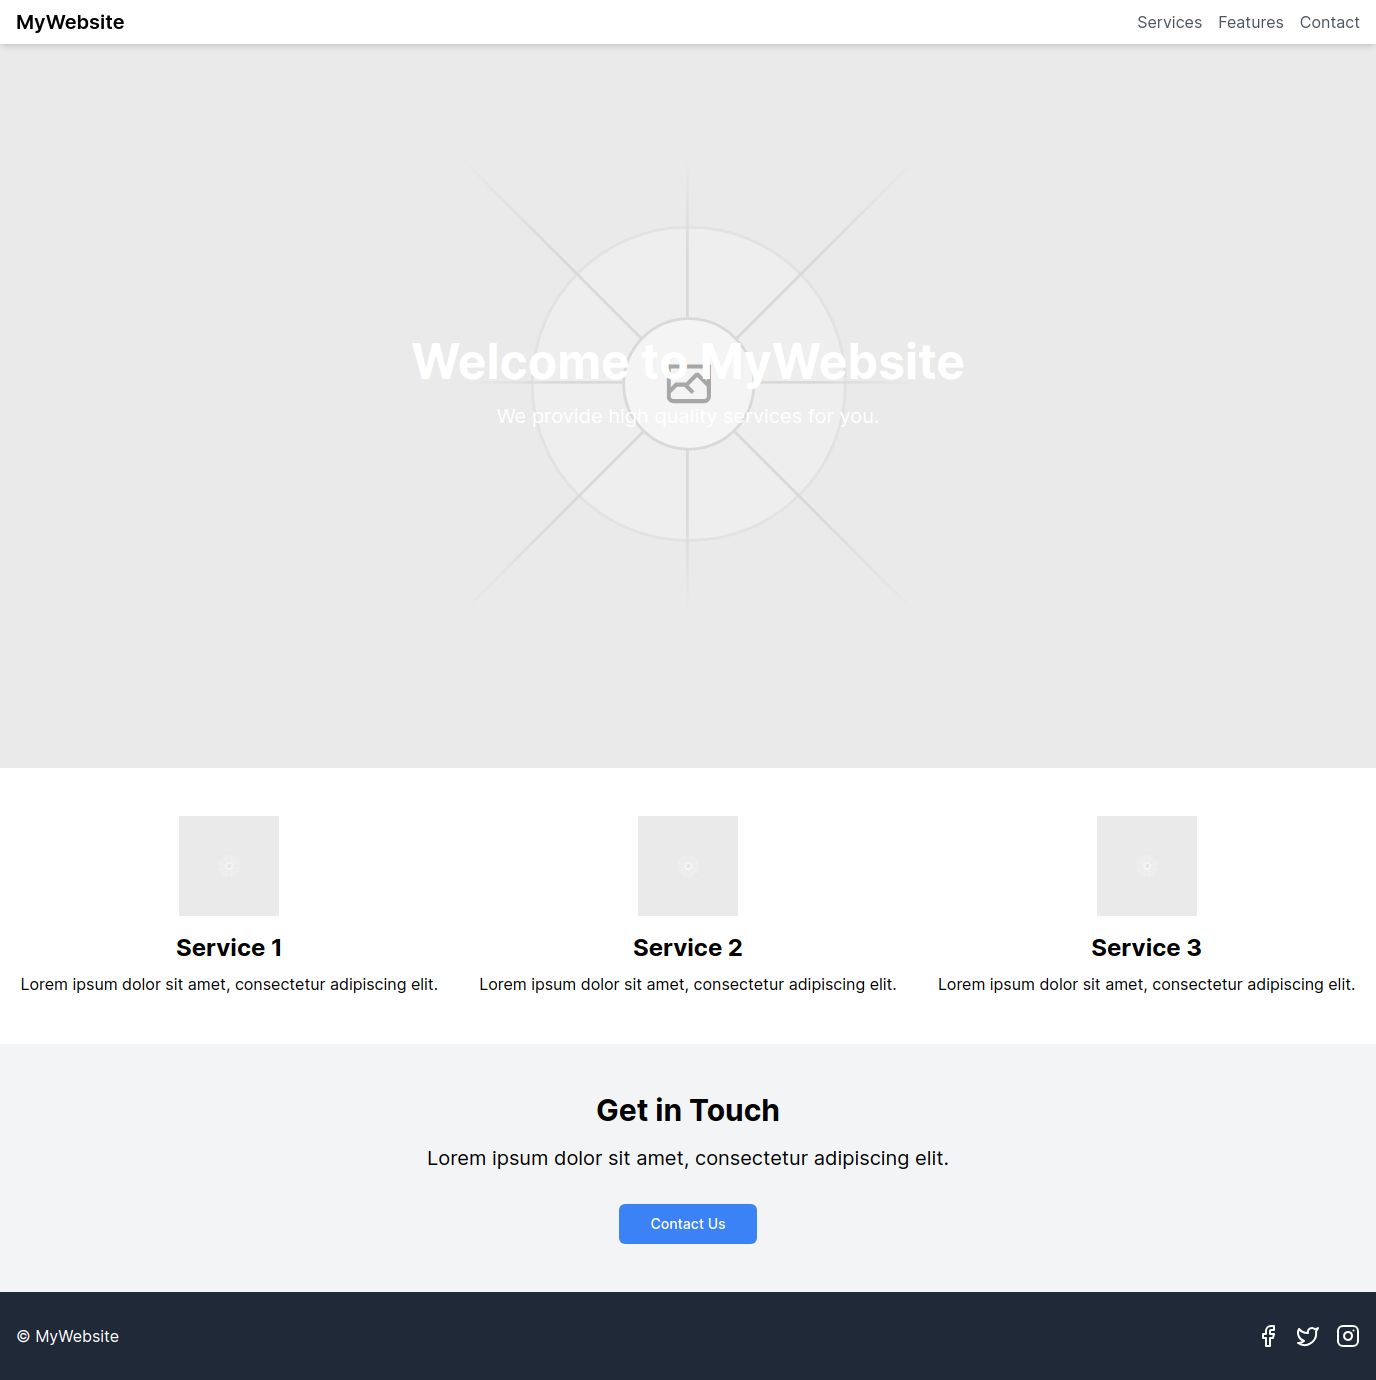 MyWebsite
Services Features Contact
Welcome to MyWebsite
We provide high quality services for you.
Service 1
Lorem ipsum dolor sit amet, consectetur adipiscing elit.
Service 2
Lorem ipsum dolor sit amet, consectetur adipiscing elit.
Service 3
Lorem ipsum dolor sit amet, consectetur adipiscing elit.
Get in Touch
Lorem ipsum dolor sit amet, consectetur adipiscing elit.
Contact Us
© MyWebsite